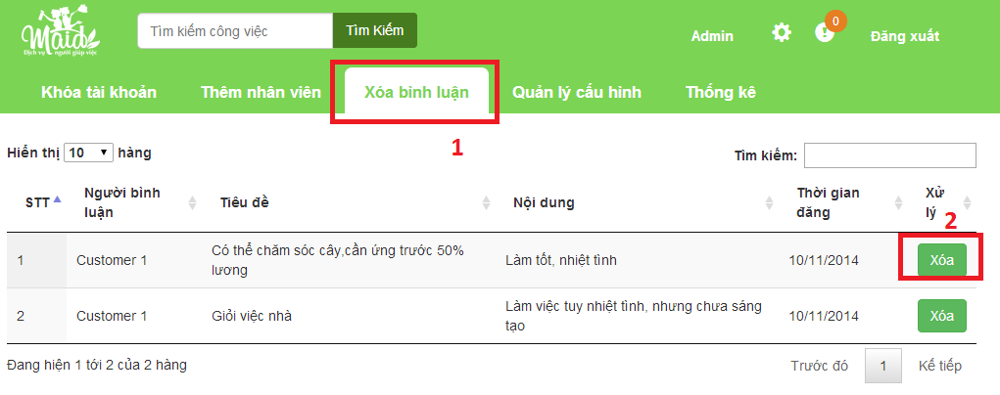 Maid
Dịch vụ người giúp việc
Tìm kiếm công việc
Tìm Kiếm
Admin
0
Đăng xuất
Khóa tài khoản
Thêm nhân viên
Xóa bình luận
Quản lý cấu hình
Thống kê
1
Hiển thị 10 hàng
Tìm kiếm:
STT
Người bình
luận
Tiêu đề
Nội dung
Thời gian
đăng
Xử
lý
2
1
Customer 1
Có thể chăm sóc cây,cần ứng trước 50%
lương
Làm tốt, nhiệt tình
10/11/2014
Xóa
2
Customer 1
Giỏi việc nhà
Làm việc tuy nhiệt tình, nhưng chưa sáng
tạo
10/11/2014
Xóa
Đang hiện 1 tới 2 của 2 hàng
Trước đó
1
Kế tiếp